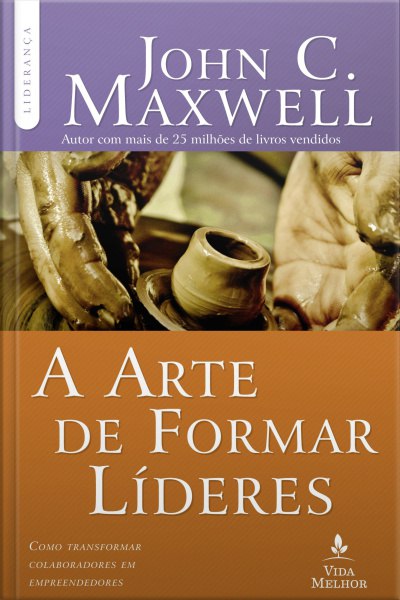 LIDERANÇA
JOHN C.
MAXWELL
Autor com mais de 25 milhões de livros vendidos
A ARTE
DE FORMAR
LÍDERES
COMO TRANSFORMAR
COLABORADORES EM
EMPREENDEDORES
VIDA
MELHOR